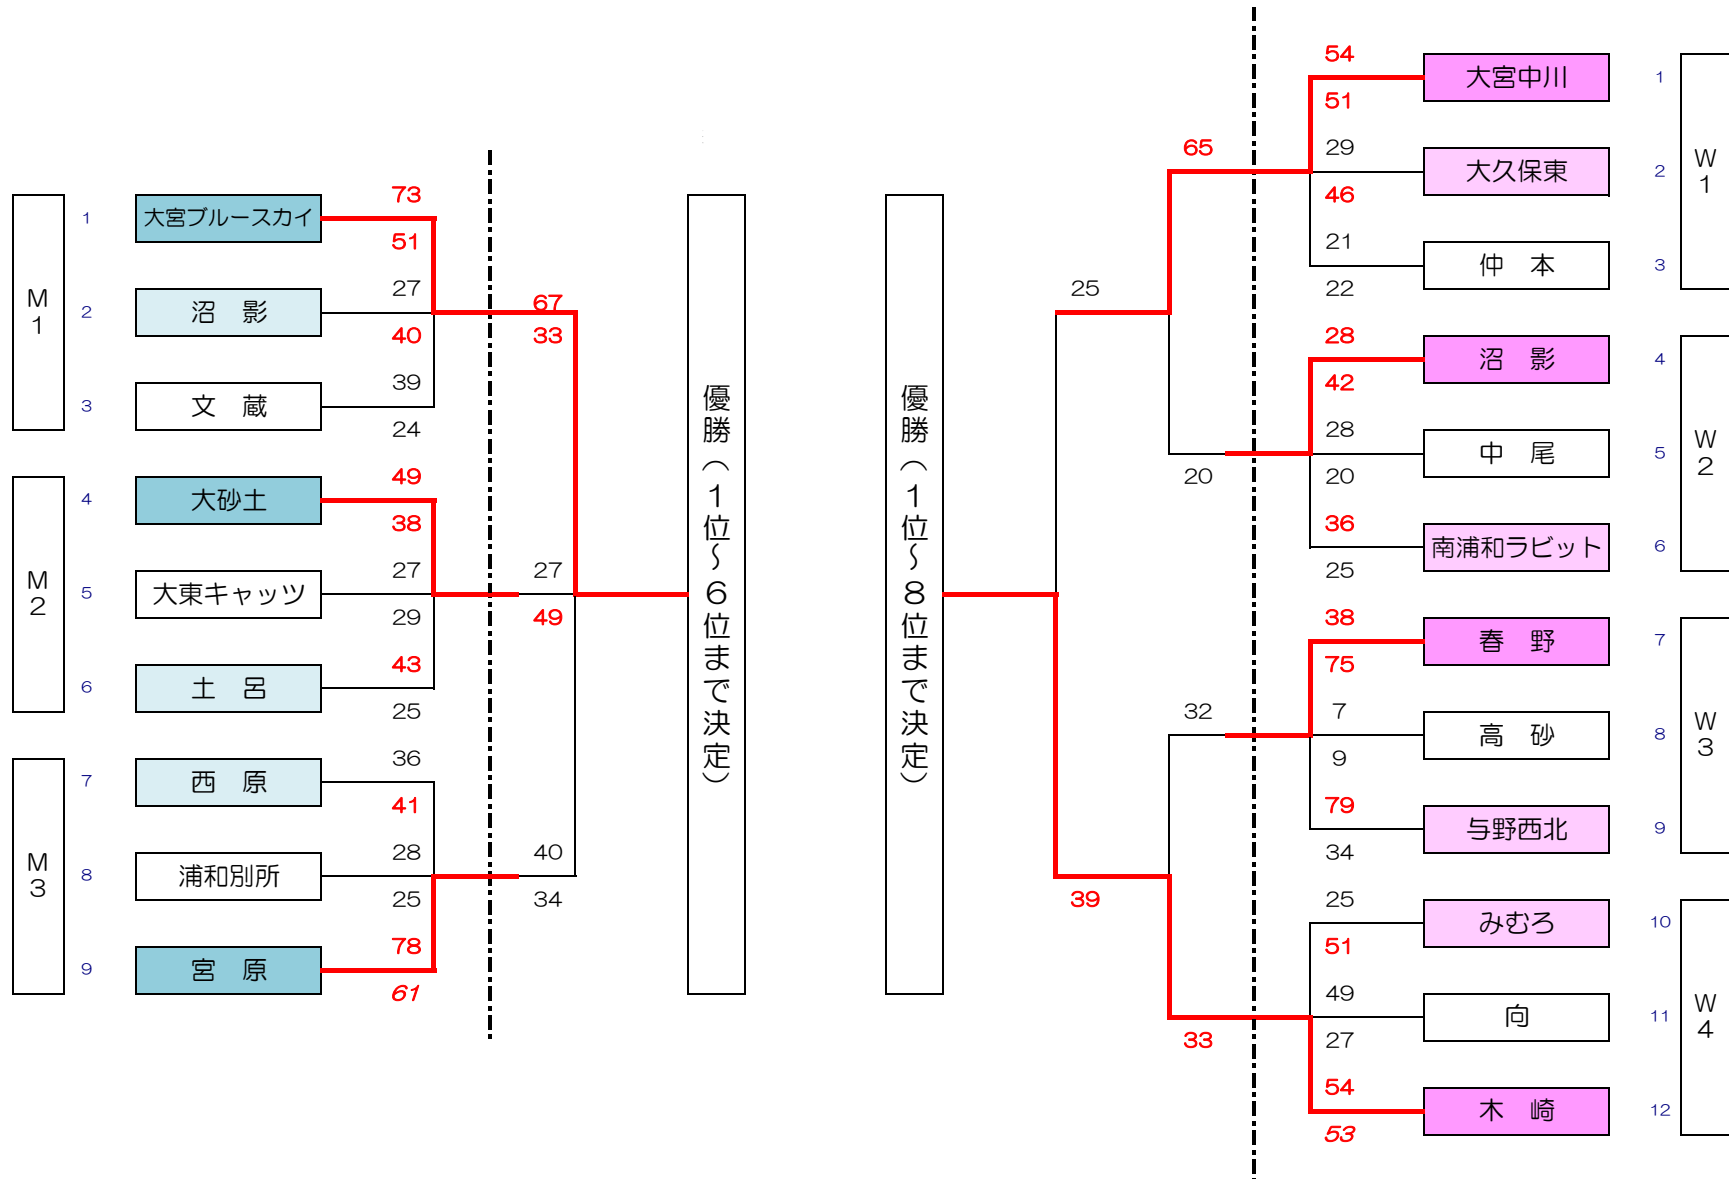 M1
1
大宮ブルースカイ
73
51
2
沼 影
27
40
3
文 蔵
39
24
M2
4
大砂土
49
38
5
大東キャッツ
27
29
6
土 呂
43
25
M3
7
西 原
36
41
8
浦和別所
28
25
9
宮 原
78
61
67
33
27
49
40
34
優勝(1位~6位まで決定)
優勝(1位~8位まで決定)
25
39
65
20
32
33
54
大宮中川
1
51
29
大久保東
2
46
21
仲 本
3
22
W1
28
沼 影
4
42
28
中 尾
5
20
36
南浦和ラビット
6
25
W2
38
春 野
7
75
7
高 砂
8
9
79
与野西北
9
34
W3
25
みむろ
10
51
49
向
11
27
54
木 崎
12
53
W4